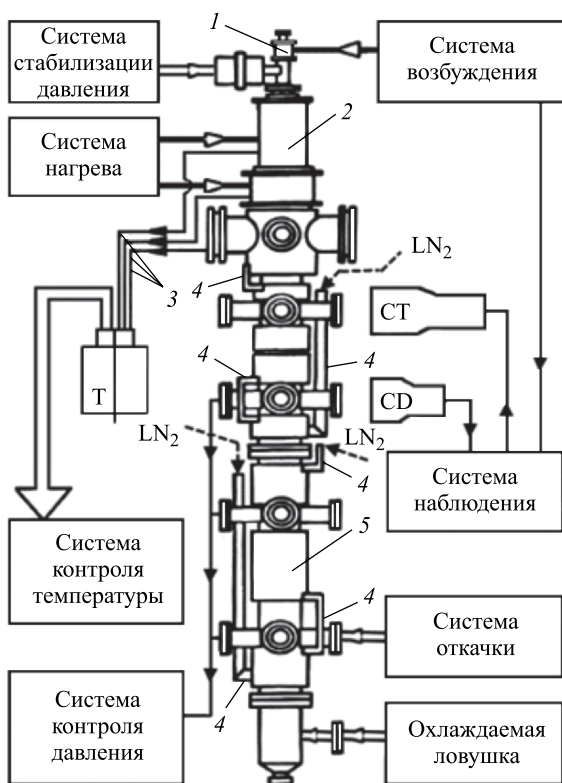 Система
стабилизации
давления
1
Система
возбуждения
2
Система
нагрева
3
4
LN2
CT
4
4
CD
T
LN2
LN2
4
Система
наблюдения
5
Система
контроля
температуры
4
Система
откачки
4
Система
контроля
давления
Охлаждаемая
ловушка